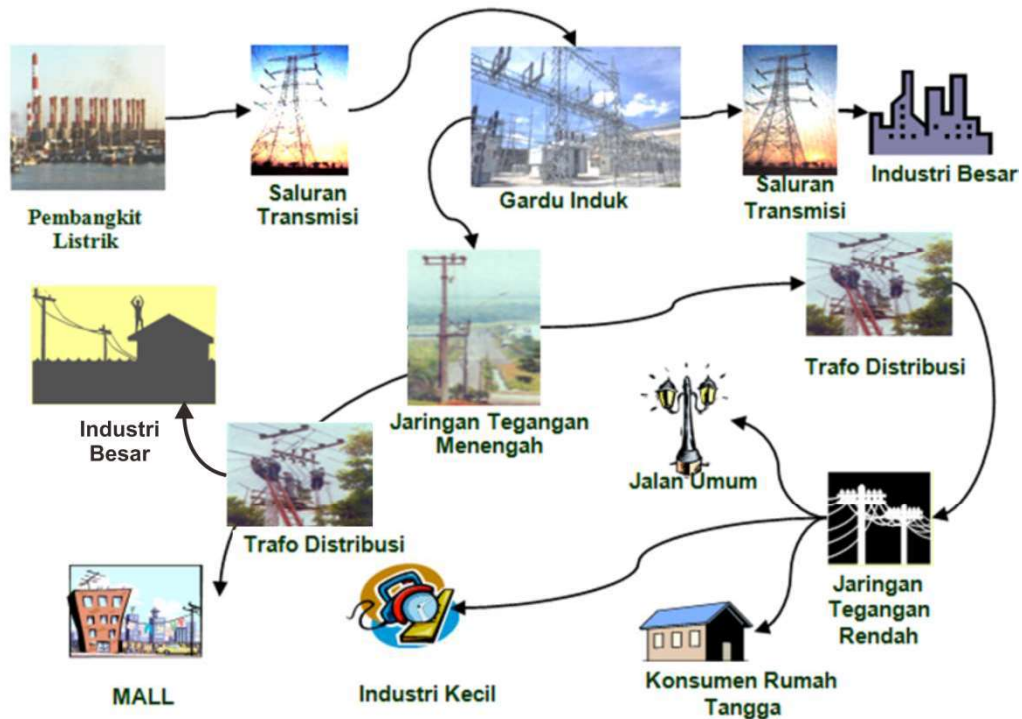 Pembangkit
Listrik
Saluran
Transmisi
Gardu Induk
Saluran
Transmisi
Industri Besar
Industri
Besar
Jaringan Tegangan
Menengah
Trafo Distribusi
Jalan Umum
Trafo Distribusi
Jaringan
Tegangan
Rendah
MALL
Industri Kecil
Konsumen Rumah
Tangga